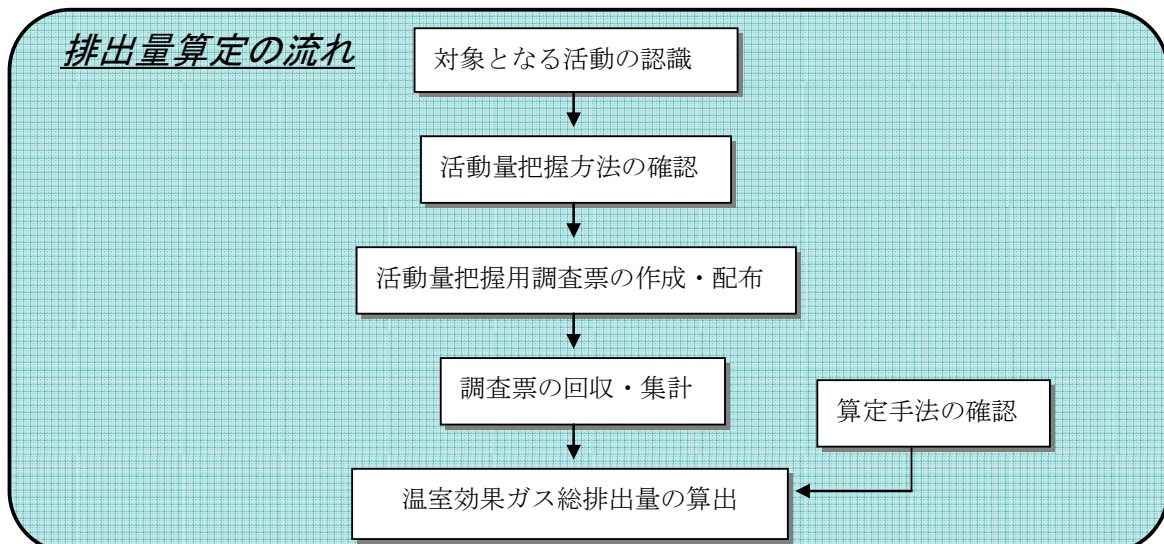 排出量算定の流れ
対象となる活動の認識
活動量把握方法の確認
活動量把握用調査票の作成・配布
調査票の回収・集計
算定手法の確認
温室効果ガス総排出量の算出